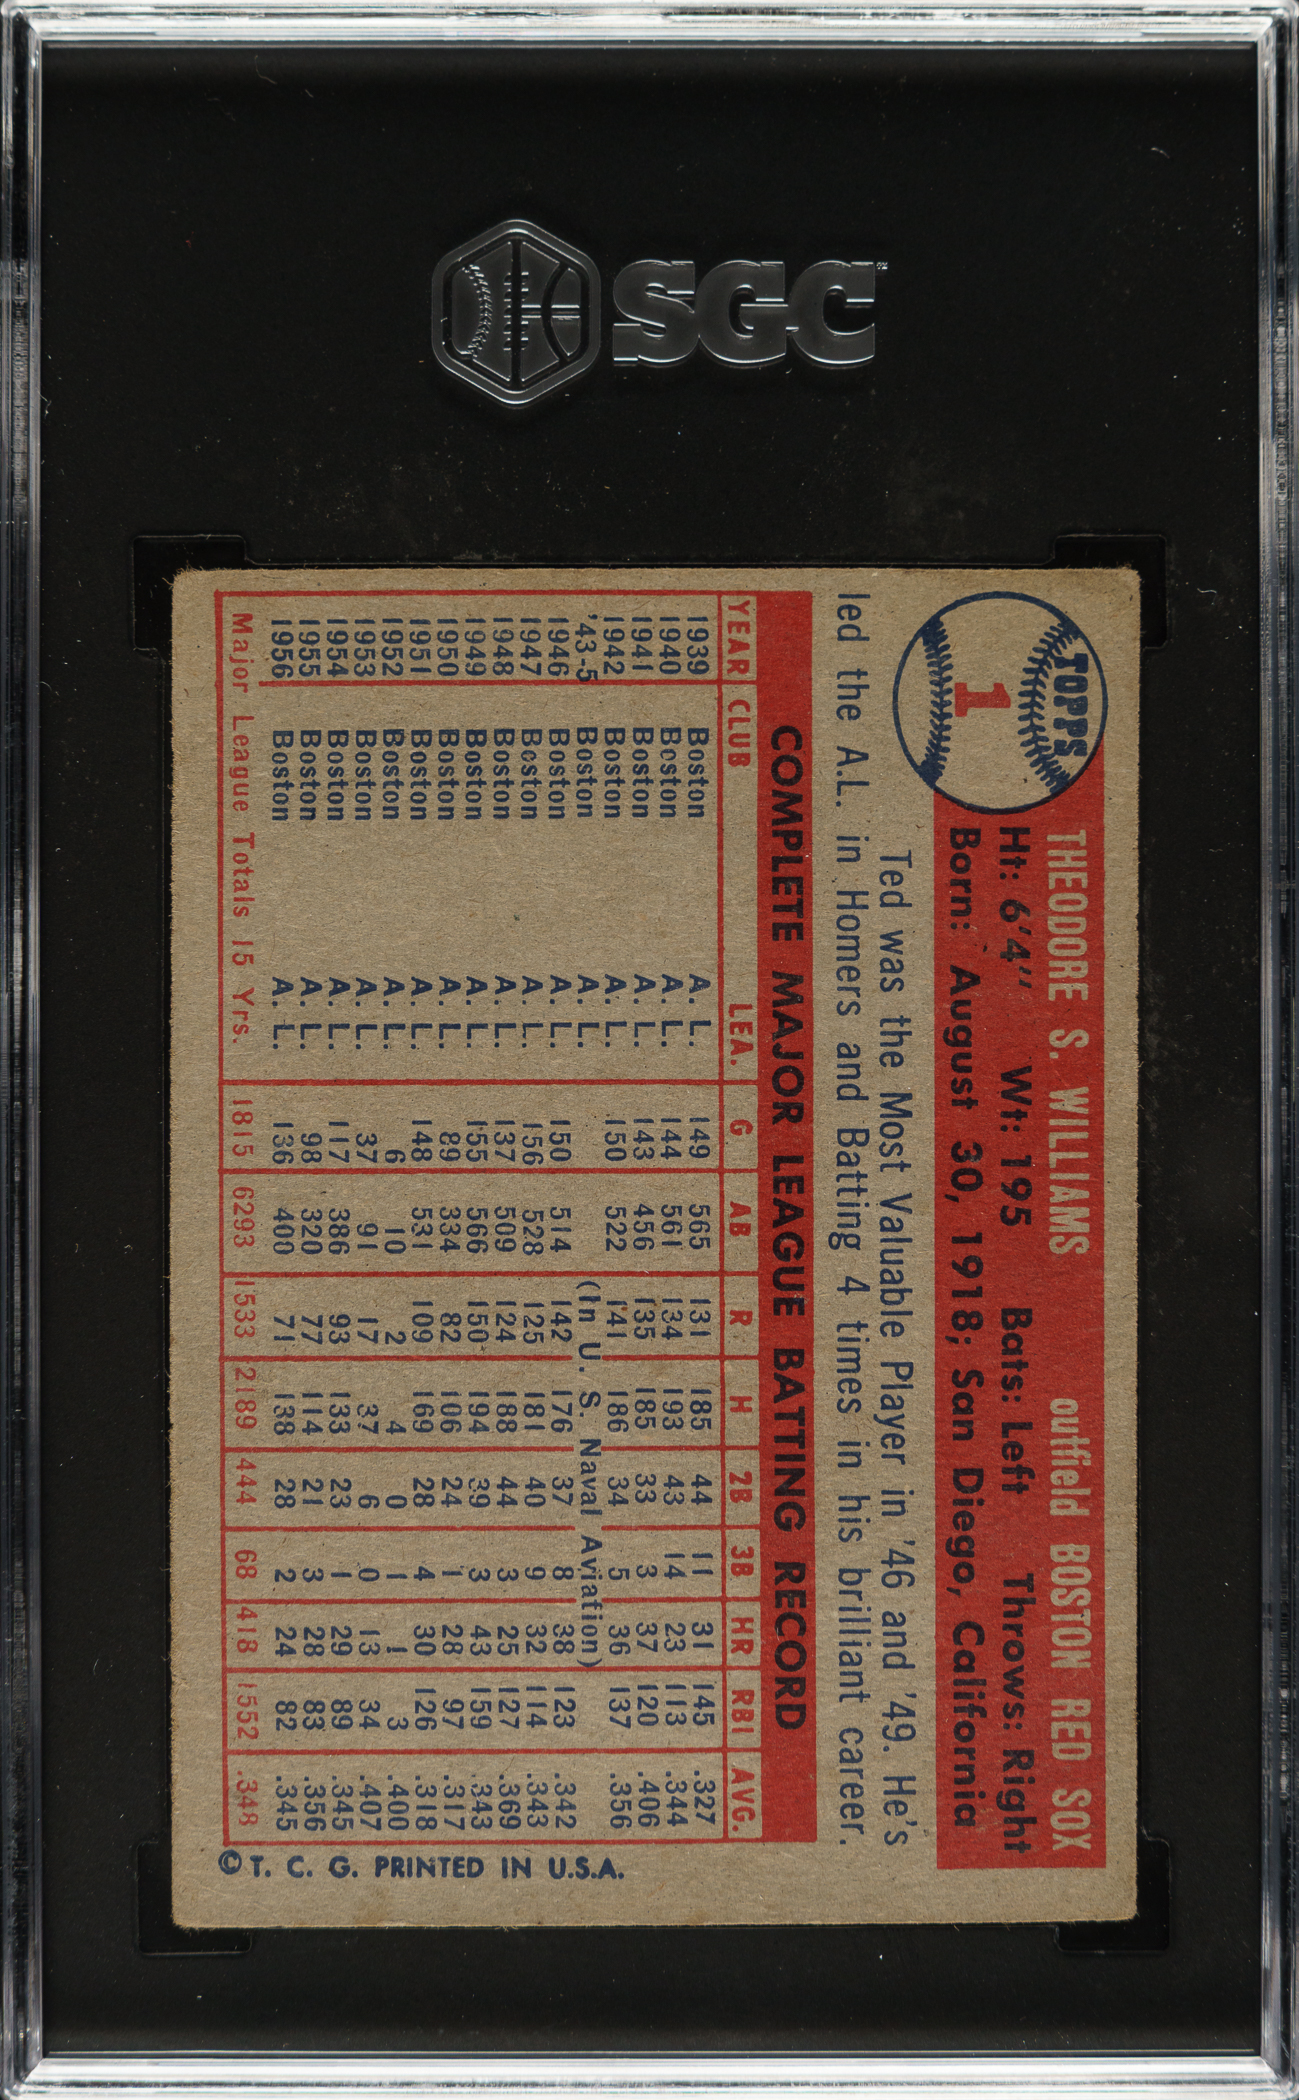 SGC
TOPPS
1
THEODORE S. WILLIAMS outfield BOSTON RED SOX
Ht: 6'4" Wt: 195 Bats: Left Throws: Right
Born: August 30, 1918; San Diego, California
Ted was the Most Valuable Player in '46 and '49. He's
led the A.L. in Homers and Batting 4 times in his brilliant career.
COMPLETE MAJOR LEAGUE BATTING RECORD
YEAR CLUB LEA. G AB R H 2B 3B HR RBI AVG.
1939 Boston A. L. 149 565 131 185 44 11 31 145 .327
1940 Boston A. L. 144 561 134 193 43 14 23 113 .344
1941 Boston A. L. 143 456 135 185 33 3 37 120 .406
1942 Boston A. L. 150 522 141 186 34 5 36 137 .356
'43-5 Boston A. L. (In U. S. Naval Aviation)
1946 Boston A. L. 150 514 142 176 37 8 38 123 .342
1947 Boston A. L. 156 528 125 181 40 9 32 114 .343
1948 Boston A. L. 137 509 124 188 44 3 25 127 .369
1949 Boston A. L. 155 566 150 194 39 3 43 159 .343
1950 Boston A. L. 89 334 82 106 24 1 28 97 .317
1951 Boston A. L. 148 531 109 169 28 4 30 126 .318
1952 Boston A. L. 6 10 2 4 0 1 1 3 .400
1953 Boston A. L. 37 91 17 37 6 0 13 34 .407
1954 Boston A. L. 117 386 93 133 23 1 29 89 .345
1955 Boston A. L. 98 320 77 114 21 3 28 83 .356
1956 Boston A. L. 136 400 71 138 28 2 24 82 .345
Major League Totals 15 Yrs. 1815 6293 1533 2189 444 68 418 1552 .348
© T. C. G. PRINTED IN U.S.A.